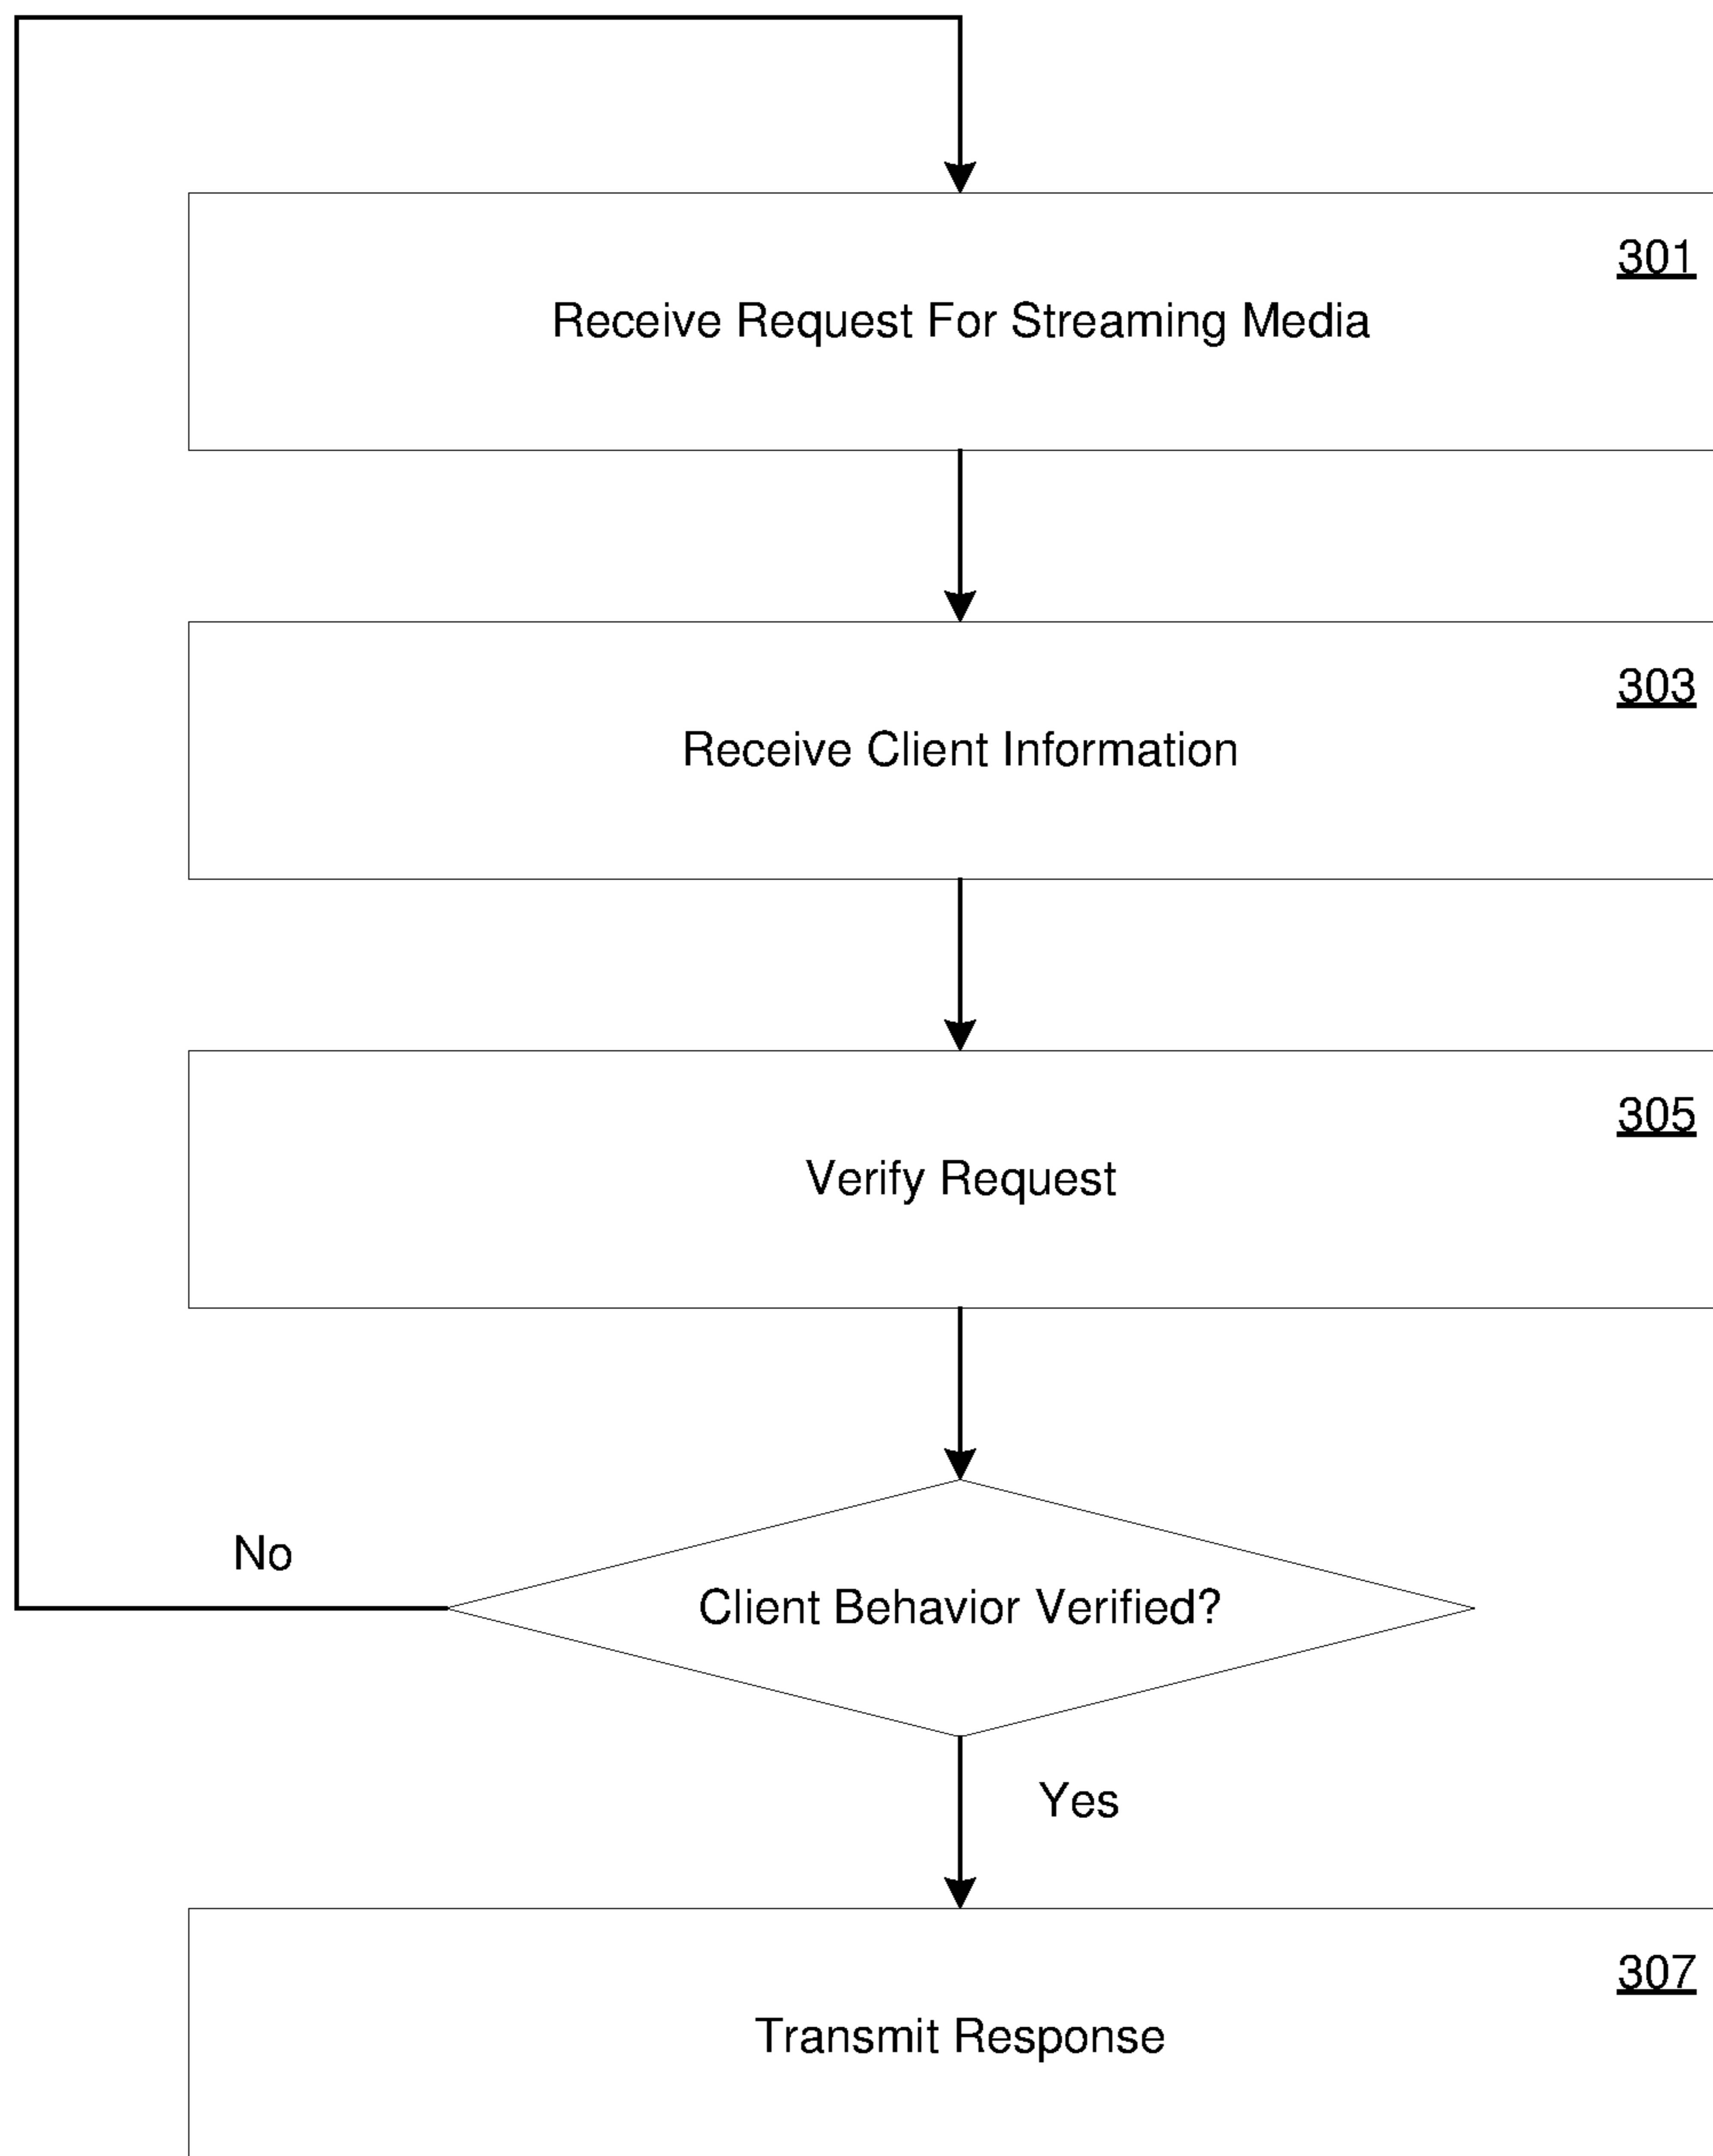 301
Receive Request For Streaming Media
303
Receive Client Information
305
Verify Request
No
Client Behavior Verified?
Yes
307
Transmit Response